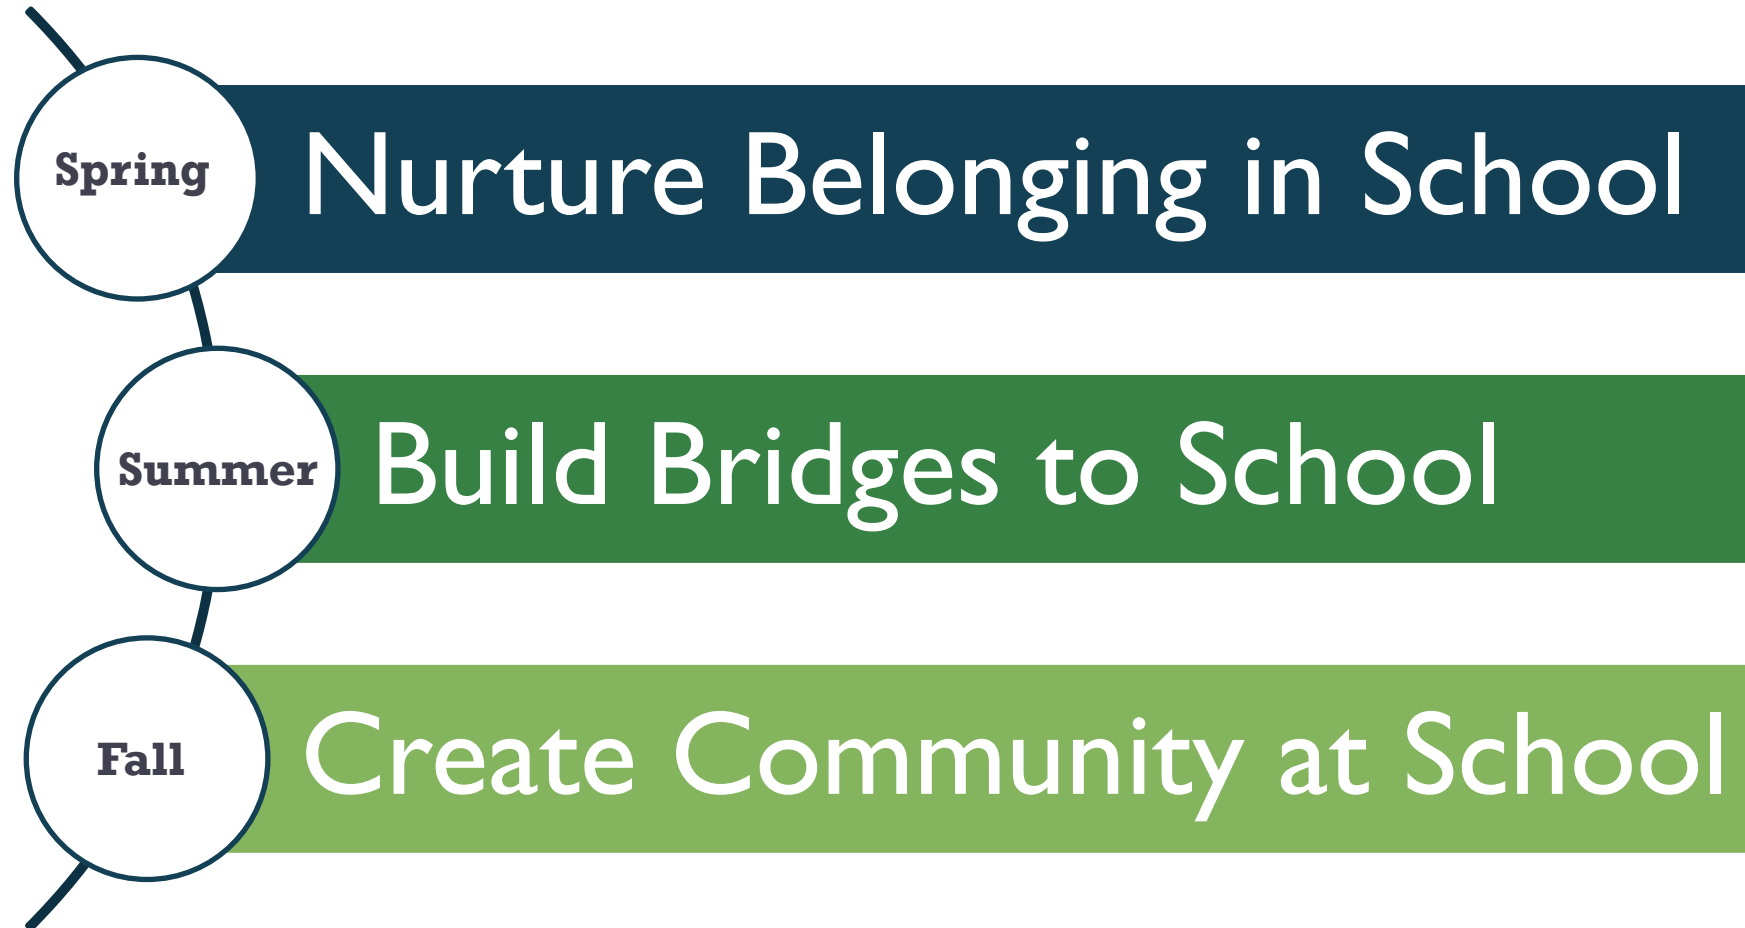 Spring
Nurture Belonging in School
Summer
Build Bridges to School
Fall
Create Community at School